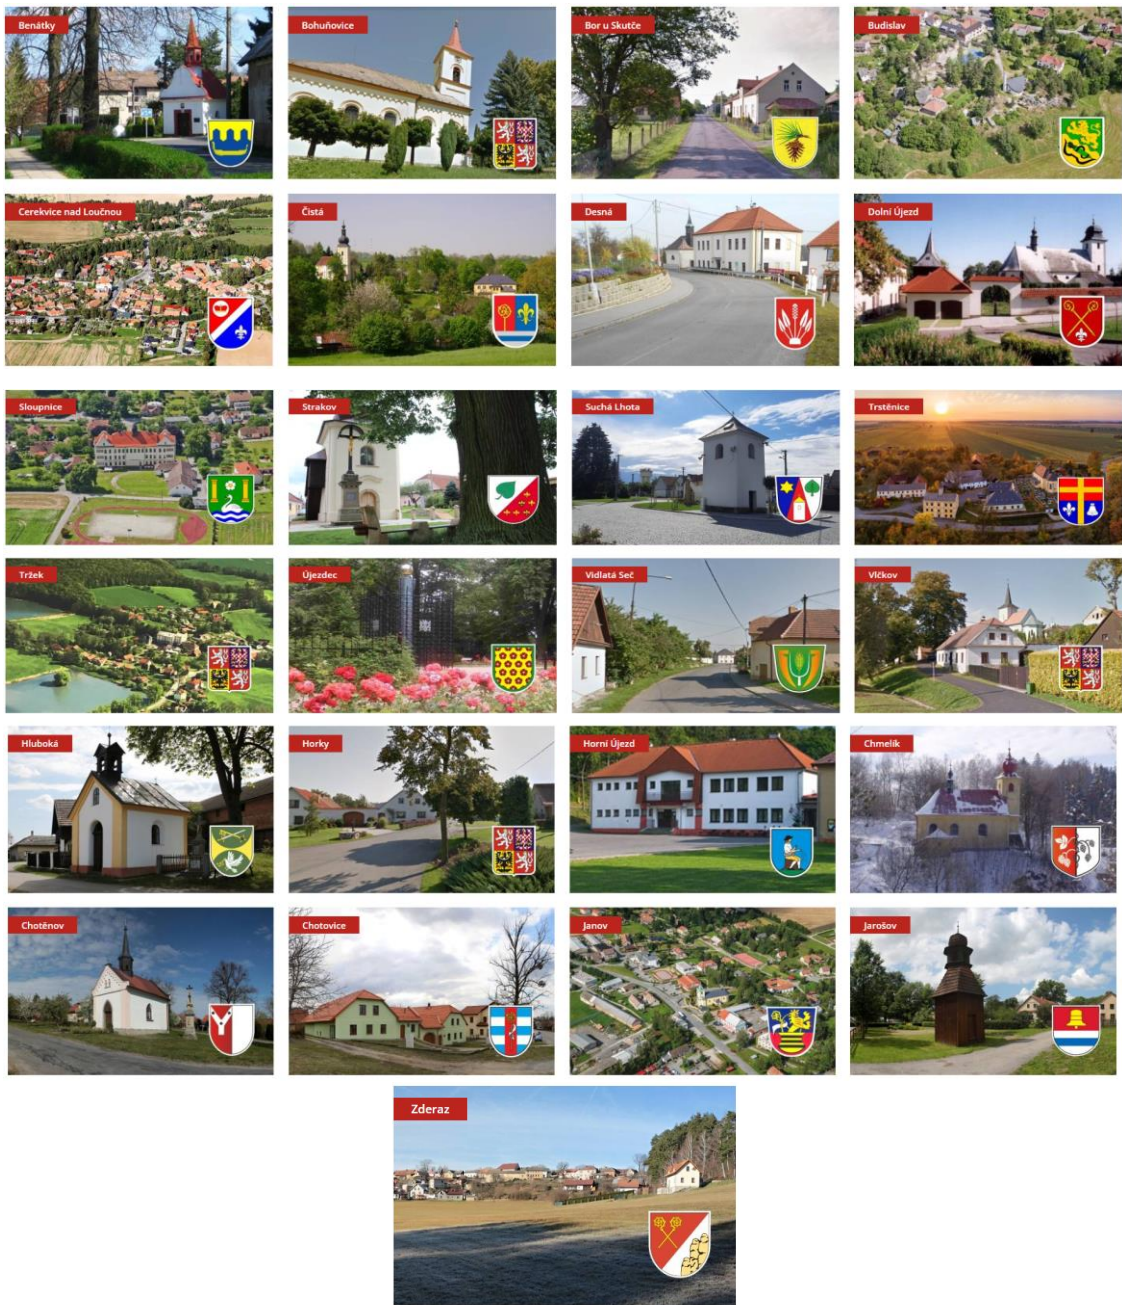 Benátky
Bohuňovice
Bor u Skutče
Budislav
Cerekvice nad Loučnou
Čistá
Desná
Dolní Újezd
Sloupnice
Strakov
Suchá Lhota
Trstěnice
Tržek
Újezdec
Vidlatá Seč
Vlčkov
Hluboká
Horky
Horní Újezd
Chmelík
Chotěnov
Chotovice
Janov
Jarošov
Zderaz